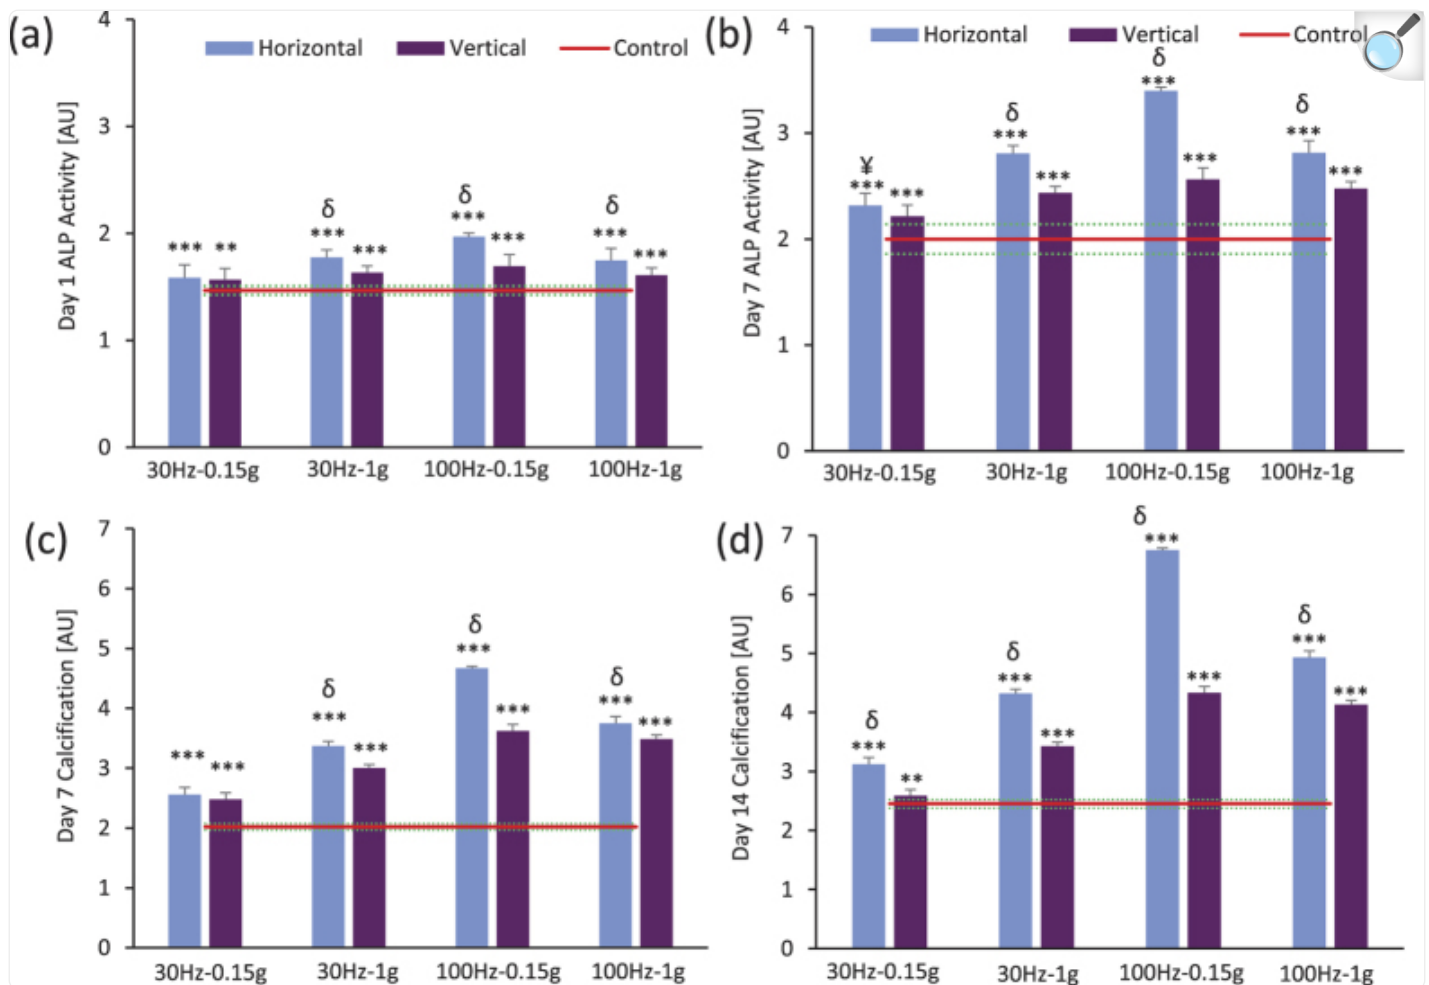 (a)
Horizontal Vertical Control
Day 1 ALP Activity [AU]
4
3
2
1
0
*** ** δ *** *** δ *** *** δ *** ***
30Hz-0.15g 30Hz-1g 100Hz-0.15g 100Hz-1g
(b)
Horizontal Vertical Control
Day 7 ALP Activity [AU]
4
3
2
1
0
¥ *** *** δ *** *** δ *** *** δ *** ***
30Hz-0.15g 30Hz-1g 100Hz-0.15g 100Hz-1g
(c)
Day 7 Calcification [AU]
7
6
5
4
3
2
1
0
*** *** δ *** *** δ *** *** δ *** ***
30Hz-0.15g 30Hz-1g 100Hz-0.15g 100Hz-1g
(d)
Day 14 Calcification [AU]
7
6
5
4
3
2
1
0
δ *** ** δ *** *** δ *** *** δ *** ***
30Hz-0.15g 30Hz-1g 100Hz-0.15g 100Hz-1g